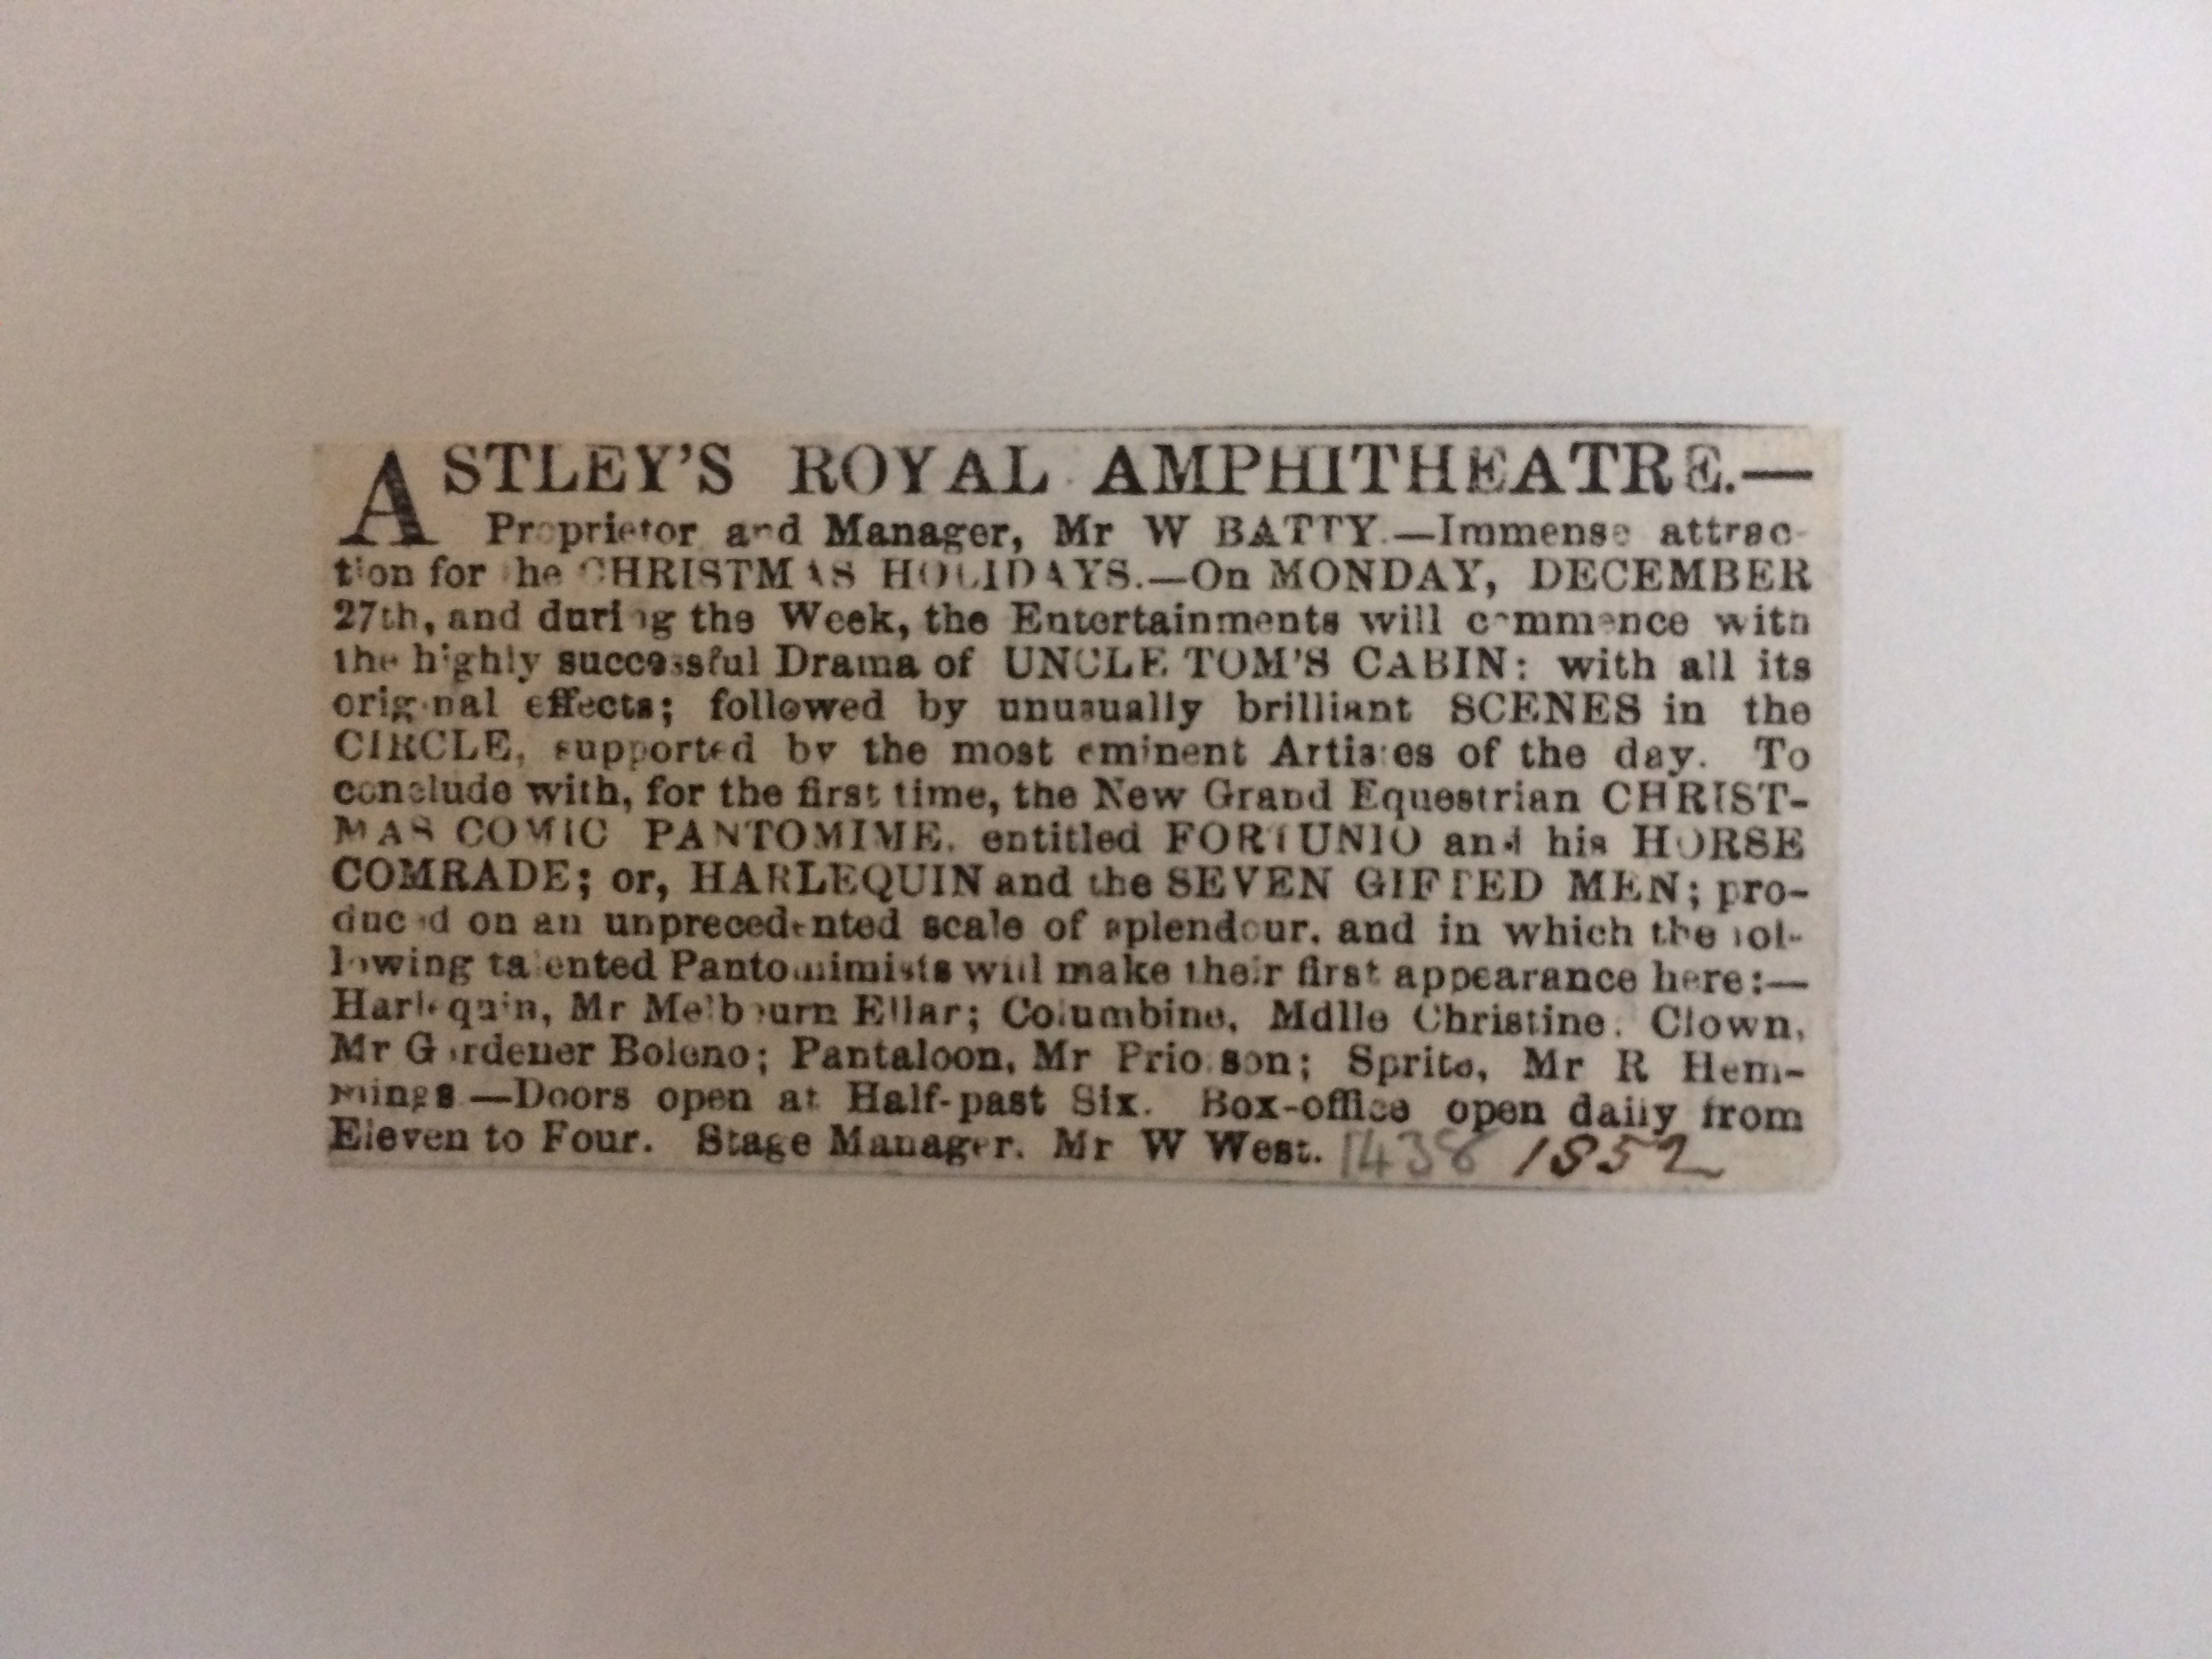 ASTLEY'S ROYAL AMPHITHEATRE.—
Proprietor and Manager, Mr W BATTY.—Immense attrac-
tion for the CHRISTMAS HOLIDAYS.—On MONDAY, DECEMBER
27th, and during the Week, the Entertainments will commence with
the highly successful Drama of UNCLE TOM'S CABIN: with all its
original effects; followed by unusually brilliant SCENES in the
CIRCLE, supported by the most eminent Artistes of the day. To
conclude with, for the first time, the New Grand Equestrian CHRIST-
MAS COMIC PANTOMIME, entitled FORTUNIO and his HORSE
COMRADE; or, HARLEQUIN and the SEVEN GIFTED MEN; pro-
duced on an unprecedented scale of splendour, and in which the fol-
lowing talented Pantomimists will make their first appearance here:—
Harlequin, Mr Melbourn Ellar; Columbine, Mdlle Christine. Clown,
Mr Gardener Boleno; Pantaloon, Mr Priorson; Sprite, Mr R Hem-
mings—Doors open at Half-past Six. Box-office open daily from
Eleven to Four. Stage Manager, Mr W West. 1438 1852